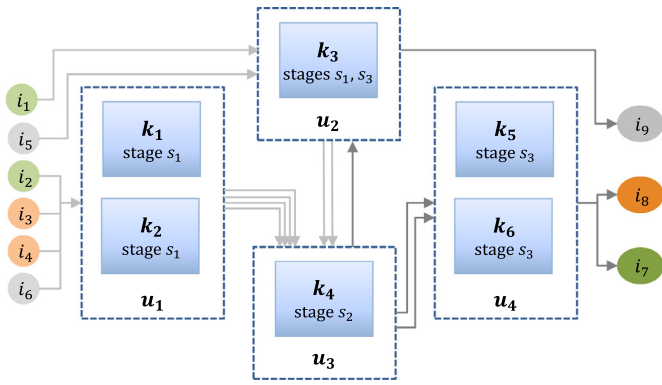 i₁
i₅
i₂
i₃
i₄
i₆
k₁
stage s₁
k₂
stage s₁
u₁
k₃
stages s₁, s₃
u₂
k₄
stage s₂
u₃
k₅
stage s₃
k₆
stage s₃
u₄
i₉
i₈
i₇